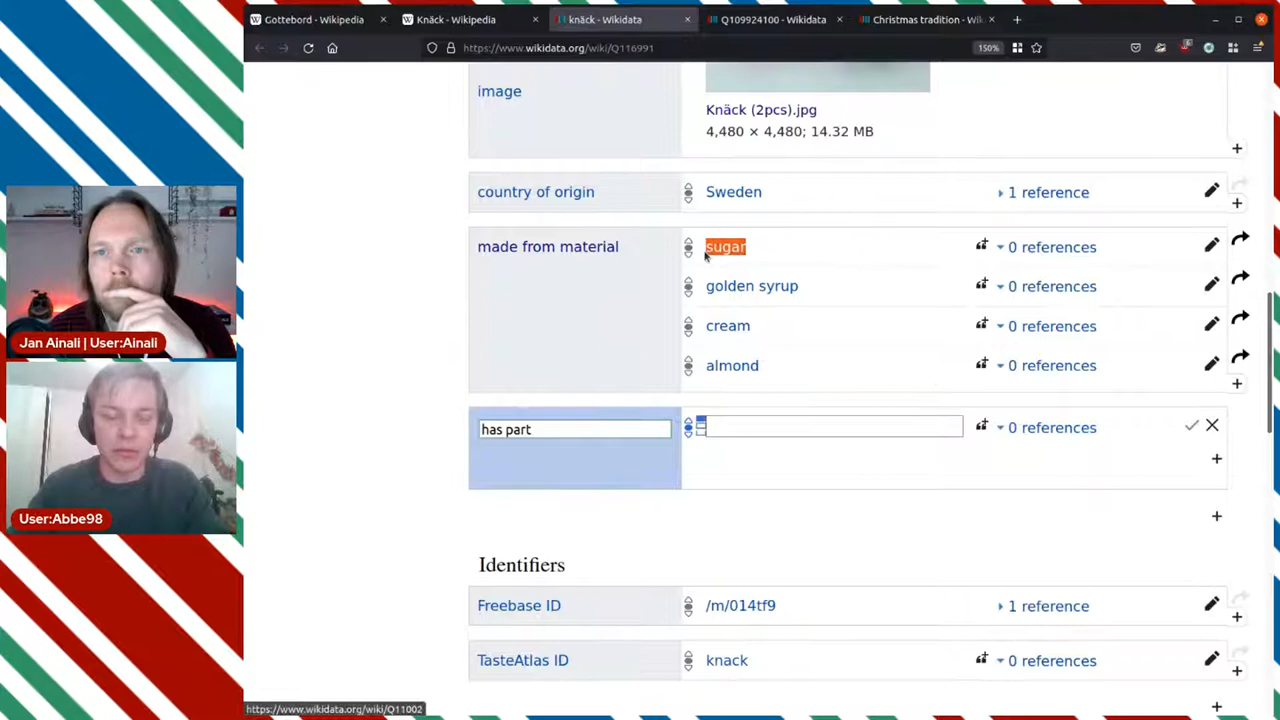 Gottebord - Wikipedia
Knäck - Wikipedia
knäck - Wikidata
Q109924100 - Wikidata
Christmas tradition - Wik
https://www.wikidata.org/wiki/Q116991
150%
image
Knäck (2pcs).jpg
4,480 × 4,480; 14.32 MB
country of origin
Sweden
1 reference
made from material
sugar
0 references
golden syrup
0 references
cream
0 references
almond
0 references
has part
0 references
Identifiers
Freebase ID
/m/014tf9
1 reference
TasteAtlas ID
knack
0 references
https://www.wikidata.org/wiki/Q11002
Jan Ainali | User:Ainali
User:Abbe98